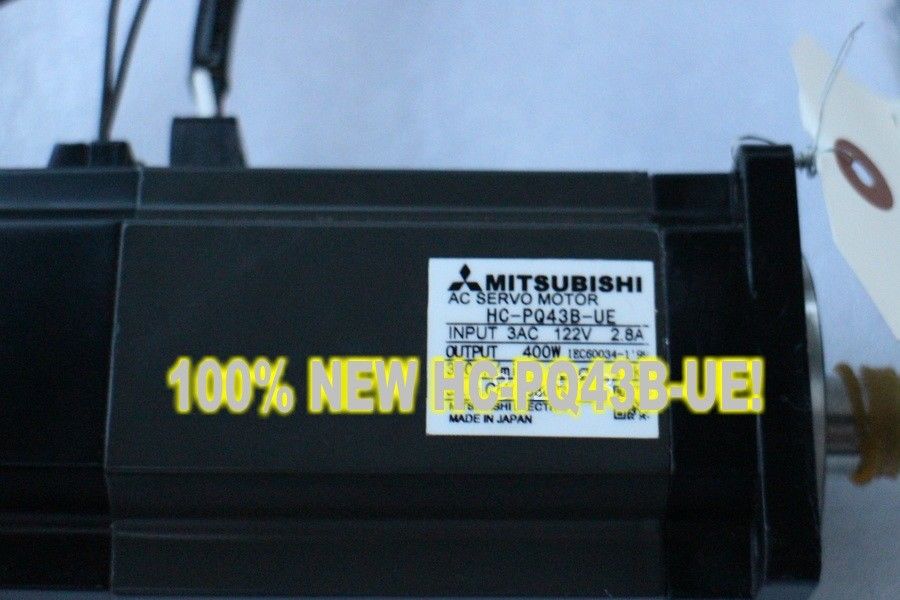 MITSUBISHI
AC SERVO MOTOR
HC-PQ43B-UE
INPUT 3AC 122V 2.8A
OUTPUT 400W IEC60034-1
100% NEW HC-PQ43B-UE!
MADE IN JAPAN